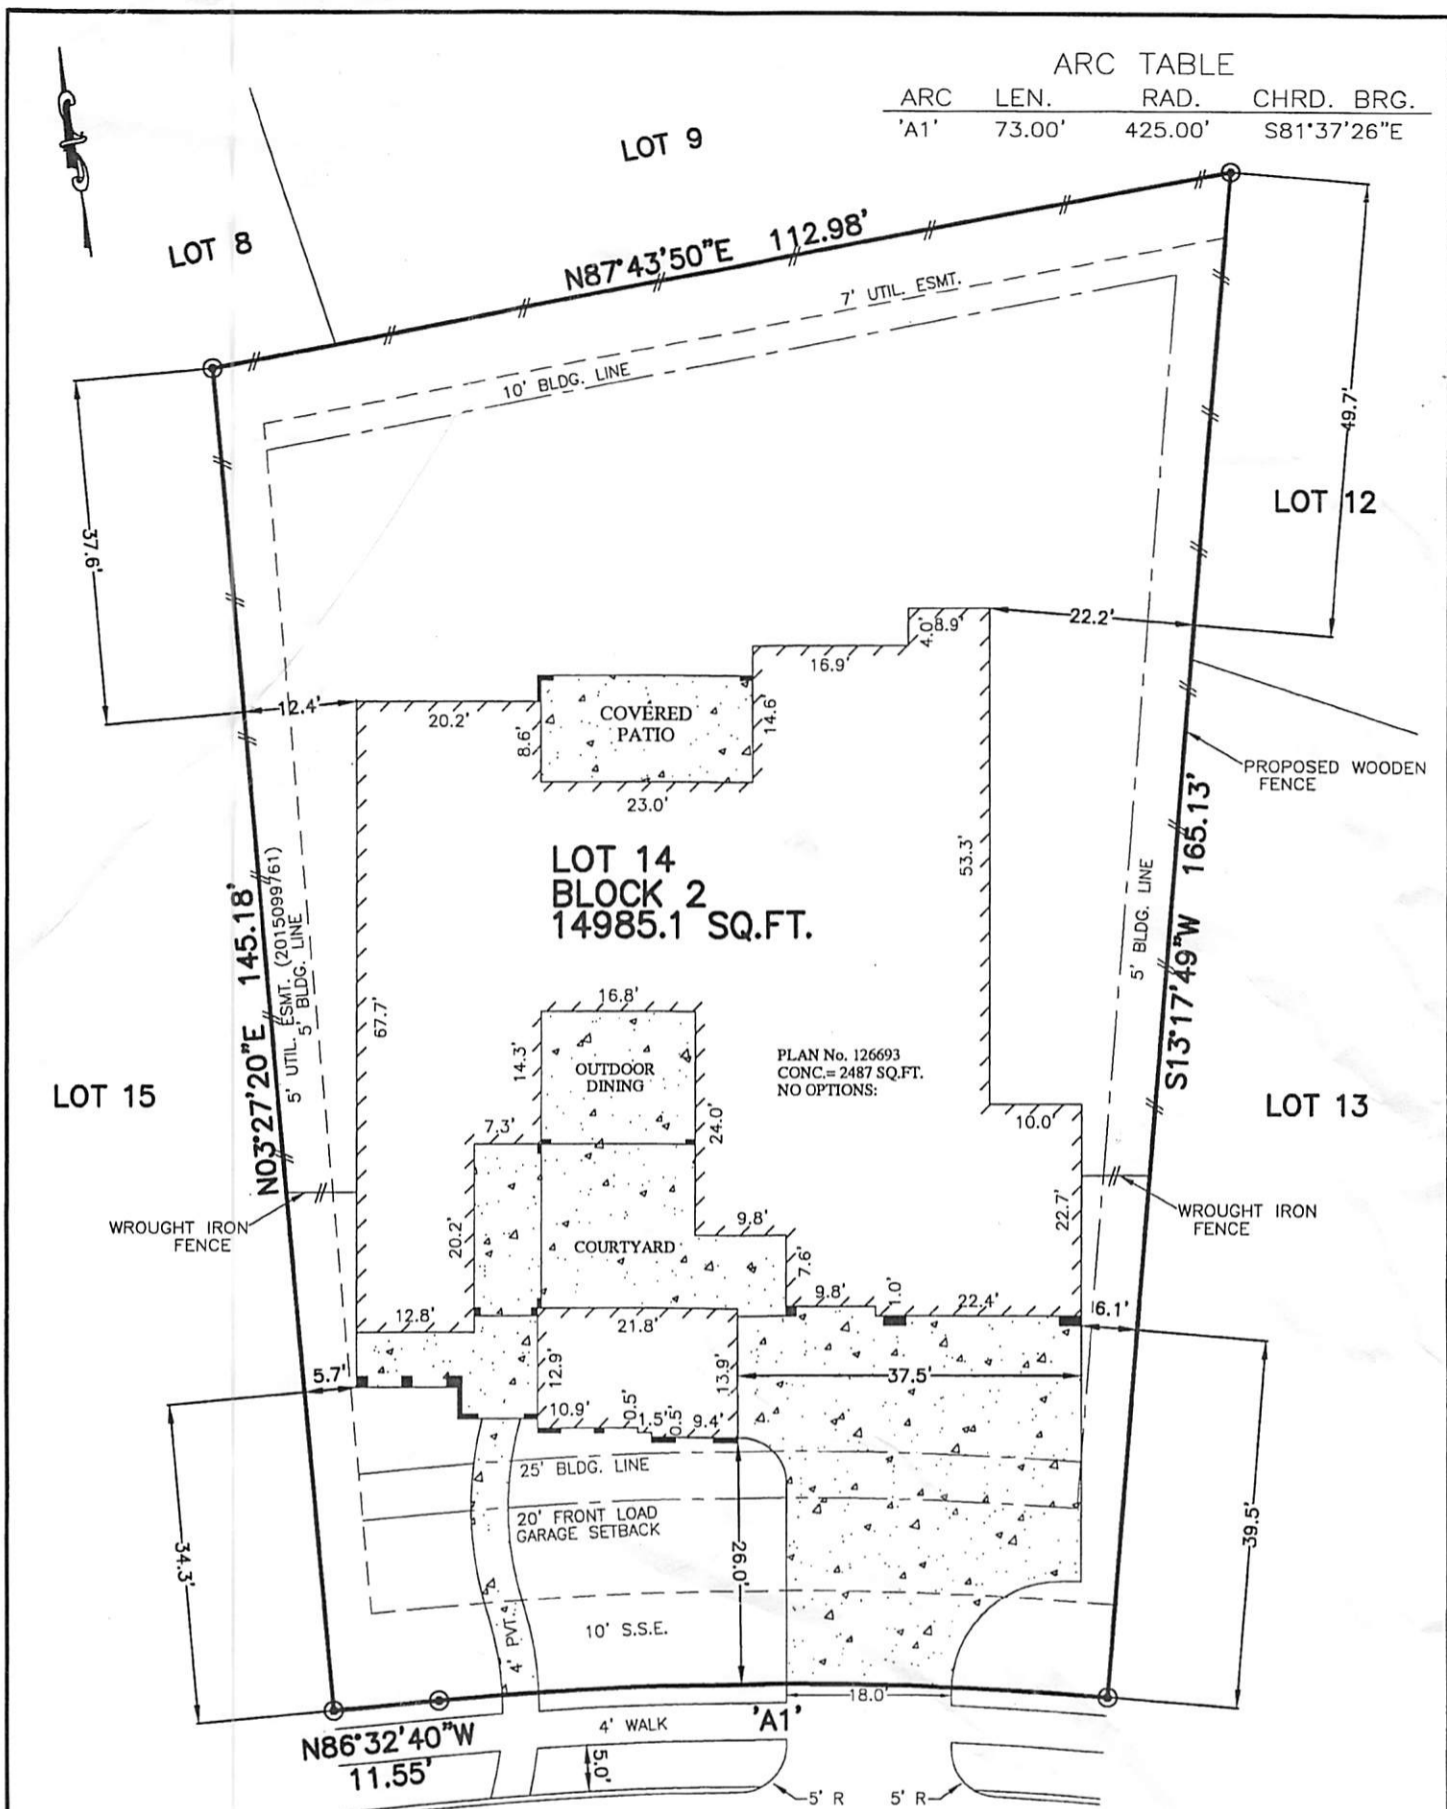 ARC TABLE
ARC LEN. RAD. CHRD. BRG.
'A1' 73.00' 425.00' S81°37'26"E
LOT 9
LOT 8
N87°43'50"E 112.98'
7' UTIL. ESMT.
10' BLDG. LINE
49.7'
LOT 12
37.6'
22.2'
4.0'
8.9'
16.9'
12.4'
20.2'
COVERED
PATIO
14.6'
8.6'
23.0'
PROPOSED WOODEN
FENCE
S13°17'49"W 165.13'
5' BLDG. LINE
53.3'
LOT 14
BLOCK 2
14985.1 SQ.FT.
N03°27'20"E 145.18'
5' UTIL. ESMT. (2015099761)
5' BLDG. LINE
67.7'
16.8'
14.3'
OUTDOOR
DINING
PLAN No. 126693
CONC.= 2487 SQ.FT.
NO OPTIONS:
LOT 15
LOT 13
10.0'
7.3'
24.0'
22.7'
WROUGHT IRON
FENCE
WROUGHT IRON
FENCE
20.2'
COURTYARD
9.8'
7.6'
9.8'
1.0'
22.4'
6.1'
12.8'
21.8'
5.7'
12.9'
13.9'
37.5'
10.9'
0.5'
1.5'
0.5'
9.4'
25' BLDG. LINE
20' FRONT LOAD
GARAGE SETBACK
34.3'
26.0'
39.5'
4' PVT.
10' S.S.E.
18.0'
N86°32'40"W
11.55'
4' WALK
'A1'
5.0'
5' R
5' R